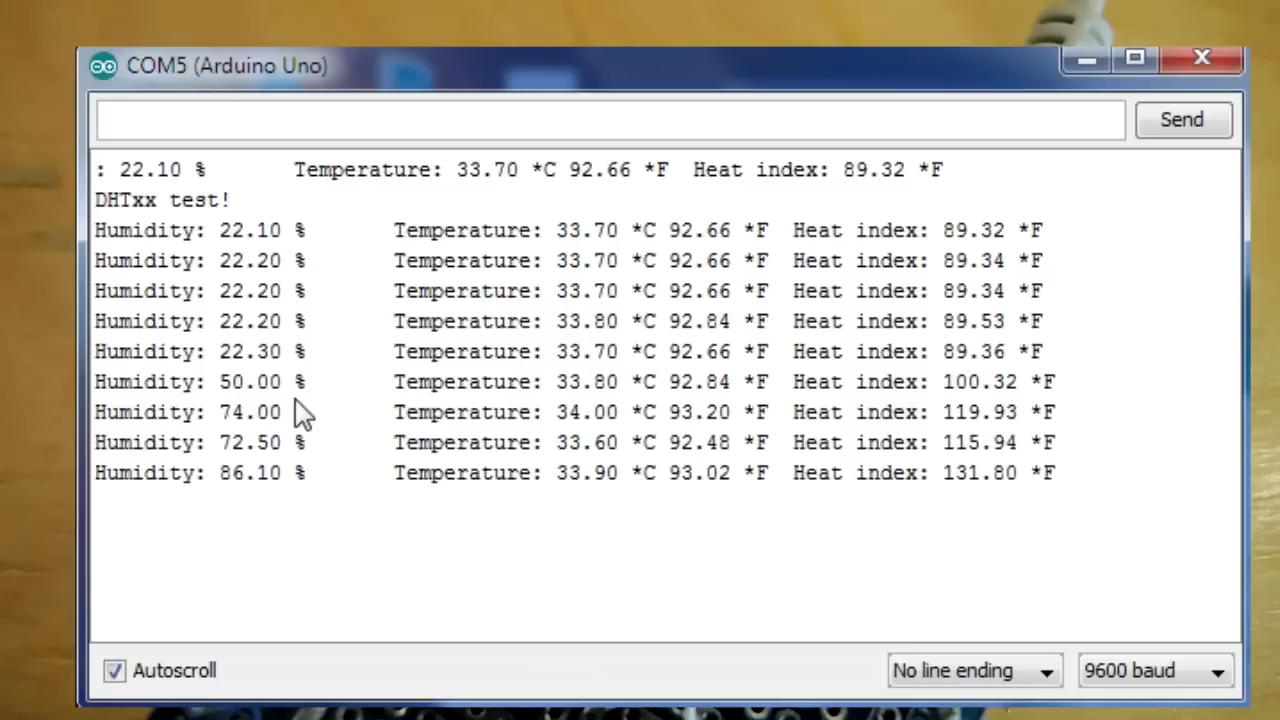 COM5 (Arduino Uno)
Send
: 22.10 % Temperature: 33.70 *C 92.66 *F Heat index: 89.32 *F
DHTxx test!
Humidity: 22.10 % Temperature: 33.70 *C 92.66 *F Heat index: 89.32 *F
Humidity: 22.20 % Temperature: 33.70 *C 92.66 *F Heat index: 89.34 *F
Humidity: 22.20 % Temperature: 33.70 *C 92.66 *F Heat index: 89.34 *F
Humidity: 22.20 % Temperature: 33.80 *C 92.84 *F Heat index: 89.53 *F
Humidity: 22.30 % Temperature: 33.70 *C 92.66 *F Heat index: 89.36 *F
Humidity: 50.00 % Temperature: 33.80 *C 92.84 *F Heat index: 100.32 *F
Humidity: 74.00 Temperature: 34.00 *C 93.20 *F Heat index: 119.93 *F
Humidity: 72.50 % Temperature: 33.60 *C 92.48 *F Heat index: 115.94 *F
Humidity: 86.10 % Temperature: 33.90 *C 93.02 *F Heat index: 131.80 *F
Autoscroll No line ending 9600 baud